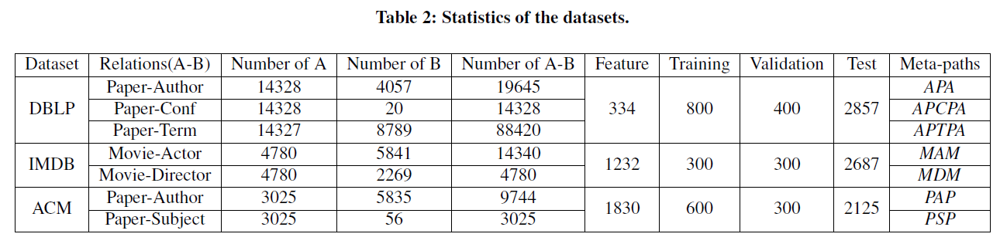 Table 2: Statistics of the datasets.
Dataset Relations(A-B) Number of A Number of B Number of A-B Feature Training Validation Test Meta-paths
DBLP Paper-Author 14328 4057 19645 334 800 400 2857 APA
Paper-Conf 14328 20 14328 APCPA
Paper-Term 14327 8789 88420 APTPA
IMDB Movie-Actor 4780 5841 14340 1232 300 300 2687 MAM
Movie-Director 4780 2269 4780 MDM
ACM Paper-Author 3025 5835 9744 1830 600 300 2125 PAP
Paper-Subject 3025 56 3025 PSP